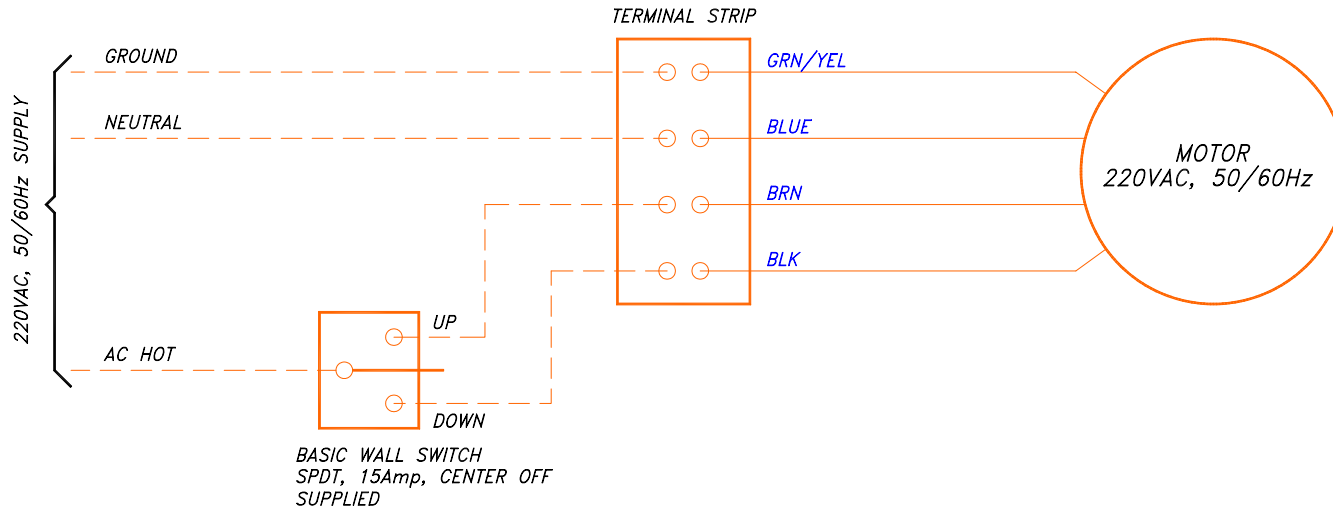 TERMINAL STRIP
GROUND
GRN/YEL
NEUTRAL
BLUE
220VAC, 50/60Hz SUPPLY
MOTOR
220VAC, 50/60Hz
BRN
BLK
UP
AC HOT
DOWN
BASIC WALL SWITCH
SPDT, 15Amp, CENTER OFF
SUPPLIED